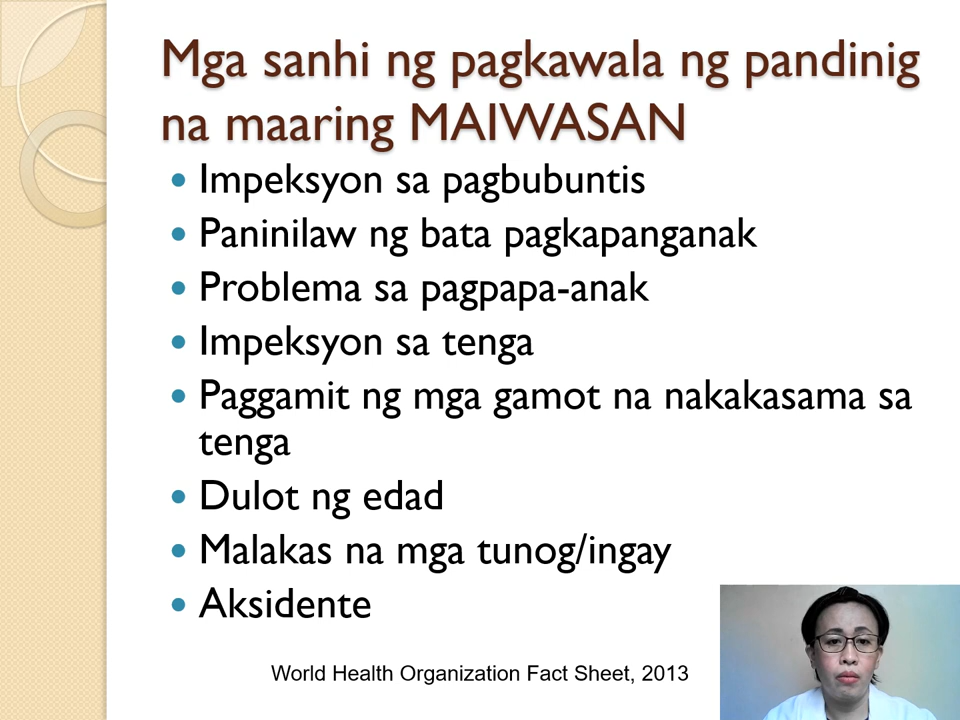 Mga sanhi ng pagkawala ng pandinig
na maaring MAIWASAN
• Impeksyon sa pagbubuntis
• Paninilaw ng bata pagkapanganak
• Problema sa pagpapa-anak
• Impeksyon sa tenga
• Paggamit ng mga gamot na nakakasama sa
tenga
• Dulot ng edad
• Malakas na mga tunog/ingay
• Aksidente
World Health Organization Fact Sheet, 2013